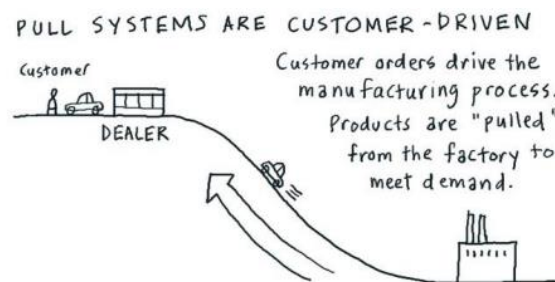 PULL SYSTEMS ARE CUSTOMER-DRIVEN
Customer orders drive the
manufacturing process.
Products are "pulled"
from the factory to
meet demand.
Customer
DEALER